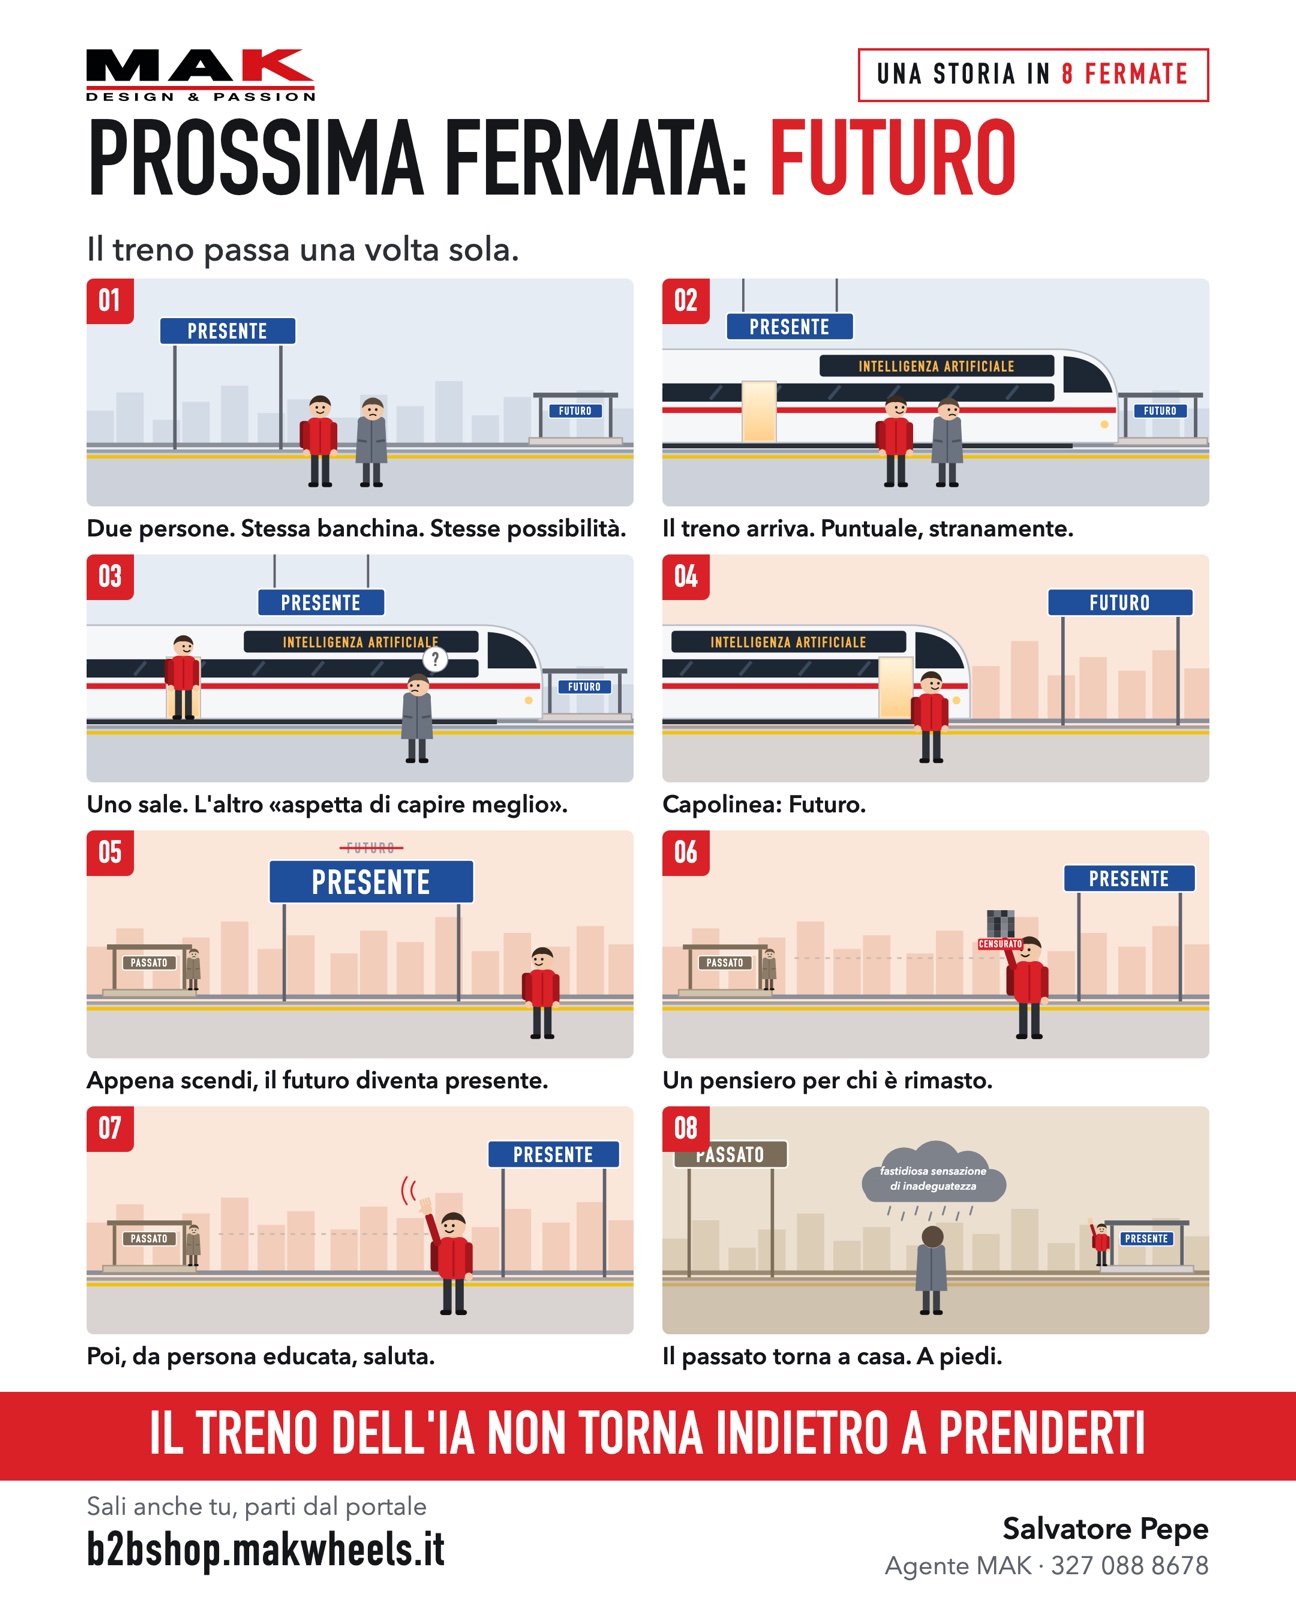 MAK
DESIGN & PASSION
UNA STORIA IN 8 FERMATE
PROSSIMA FERMATA: FUTURO
Il treno passa una volta sola.
01
PRESENTE
FUTURO
Due persone. Stessa banchina. Stesse possibilità.
02
PRESENTE
INTELLIGENZA ARTIFICIALE
FUTURO
Il treno arriva. Puntuale, stranamente.
03
PRESENTE
INTELLIGENZA ARTIFICIALE
?
FUTURO
Uno sale. L'altro «aspetta di capire meglio».
04
FUTURO
INTELLIGENZA ARTIFICIALE
Capolinea: Futuro.
05
FUTURO
PRESENTE
PASSATO
Appena scendi, il futuro diventa presente.
06
PRESENTE
CENSURATO
PASSATO
Un pensiero per chi è rimasto.
07
PRESENTE
PASSATO
Poi, da persona educata, saluta.
08
PASSATO
fastidiosa sensazione
di inadeguatezza
PRESENTE
Il passato torna a casa. A piedi.
IL TRENO DELL'IA NON TORNA INDIETRO A PRENDERTI
Sali anche tu, parti dal portale
b2bshop.makwheels.it
Salvatore Pepe
Agente MAK · 327 088 8678